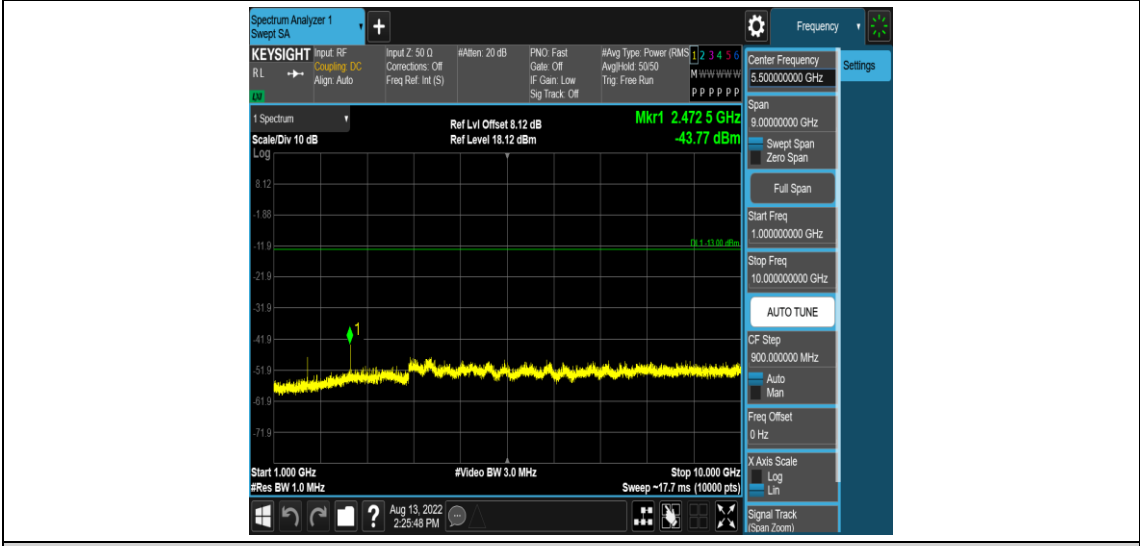 Spectrum Analyzer 1
Swept SA
Frequency
KEYSIGHT
RL
LXI
Input: RF
Coupling: DC
Align: Auto
Input Z: 50 Ω
Corrections: Off
Freq Ref: Int (S)
#Atten: 20 dB
PNO: Fast
Gate: Off
IF Gain: Low
Sig Track: Off
#Avg Type: Power (RMS
Avg|Hold: 50/50
Trig: Free Run
1 2 3 4 5 6
M W W W W W
P P P P P P
1 Spectrum
Scale/Div 10 dB
Log
Ref Lvl Offset 8.12 dB
Ref Level 18.12 dBm
Mkr1 2.472 5 GHz
-43.77 dBm
8.12
-1.88
-11.9
-21.9
-31.9
-41.9
-51.9
-61.9
-71.9
DL1 -13.00 dBm
1
Start 1.000 GHz
#Res BW 1.0 MHz
#Video BW 3.0 MHz
Stop 10.000 GHz
Sweep ~17.7 ms (10000 pts)
?
Aug 13, 2022
2:25:48 PM
Center Frequency
5.500000000 GHz
Settings
Span
9.00000000 GHz
Swept Span
Zero Span
Full Span
Start Freq
1.000000000 GHz
Stop Freq
10.000000000 GHz
AUTO TUNE
CF Step
900.000000 MHz
Auto
Man
Freq Offset
0 Hz
X Axis Scale
Log
Lin
Signal Track
(Span Zoom)